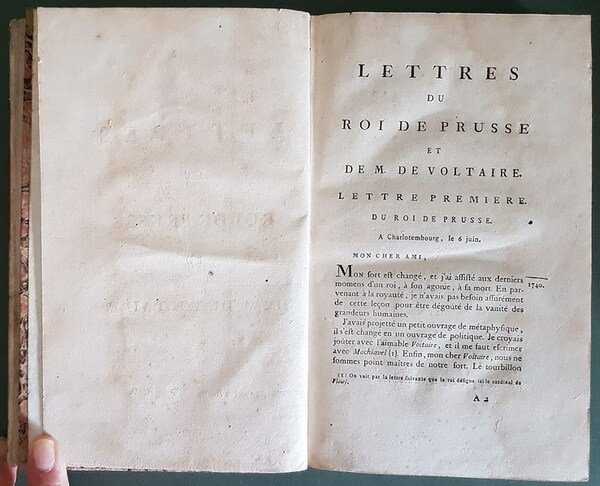 LETTRES
DU
ROI DE PRUSSE
ET
DE M. DE VOLTAIRE.
LETTRE PREMIERE.
DU ROI DE PRUSSE.
A Charlotembourg, le 6 juin.
MON CHER AMI,
MON sort est changé, et j'ai assisté aux derniers
1740.
momens d'un roi, à son agonie, à sa mort. En par-
venant à la royauté, je n'avais pas besoin assurément
de cette leçon pour être dégoûté de la vanité des
grandeurs humaines.
J'avais projetté un petit ouvrage de métaphysique,
il s'est changé en un ouvrage de politique. Je croyais
joûter avec l'aimable Voltaire, et il me faut escrimer
avec Machiavel (1). Enfin, mon cher Voltaire, nous ne
sommes point maîtres de notre sort. Le tourbillon
(1) On voit par la lettre suivante que le roi désigne ici le cardinal de
Fleuri.
A 2